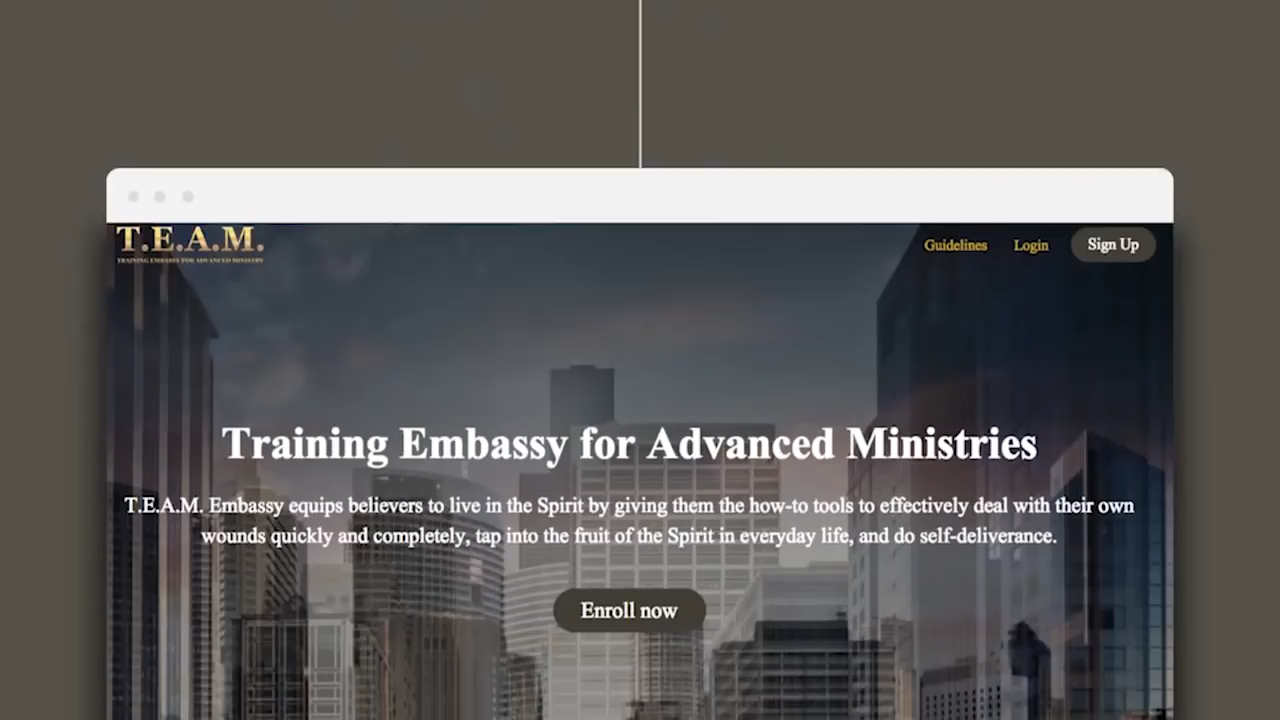 T.E.A.M.
TRAINING EMBASSY FOR ADVANCED MINISTRY
Guidelines
Login
Sign Up
Training Embassy for Advanced Ministries
T.E.A.M. Embassy equips believers to live in the Spirit by giving them the how-to tools to effectively deal with their own
wounds quickly and completely, tap into the fruit of the Spirit in everyday life, and do self-deliverance.
Enroll now